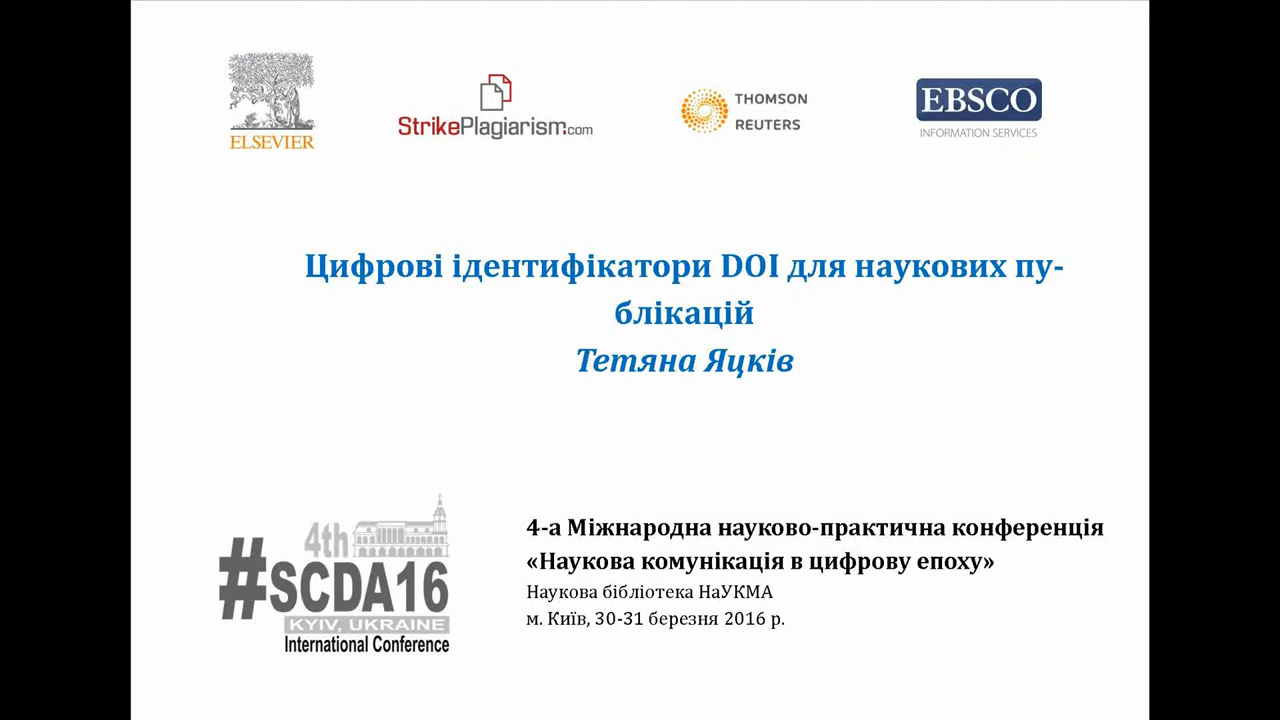 ELSEVIER
StrikePlagiarism.com
THOMSON
REUTERS
EBSCO
INFORMATION SERVICES
Цифрові ідентифікатори DOI для наукових пу-
блікацій
Тетяна Яцків
4th
#SCDA16
KYIV, UKRAINE
International Conference
4-а Міжнародна науково-практична конференція
«Наукова комунікація в цифрову епоху»
Наукова бібліотека НаУКМА
м. Київ, 30-31 березня 2016 р.